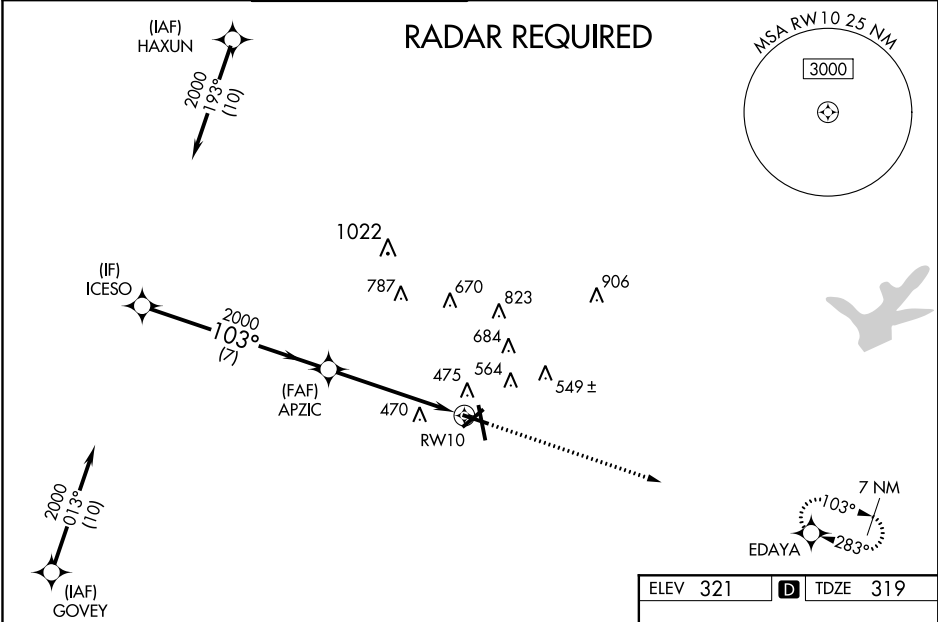 RADAR REQUIRED
(IAF)
HAXUN
2000
193°
(10)
MSA RW10 25 NM
3000
1022
787
670
823
906
684
564
549 ±
475
470
(IF)
ICESO
2000
103°
(7)
(FAF)
APZIC
RW10
2000
013°
(10)
(IAF)
GOVEY
7 NM
103°
283°
EDAYA
ELEV 321 D TDZE 319